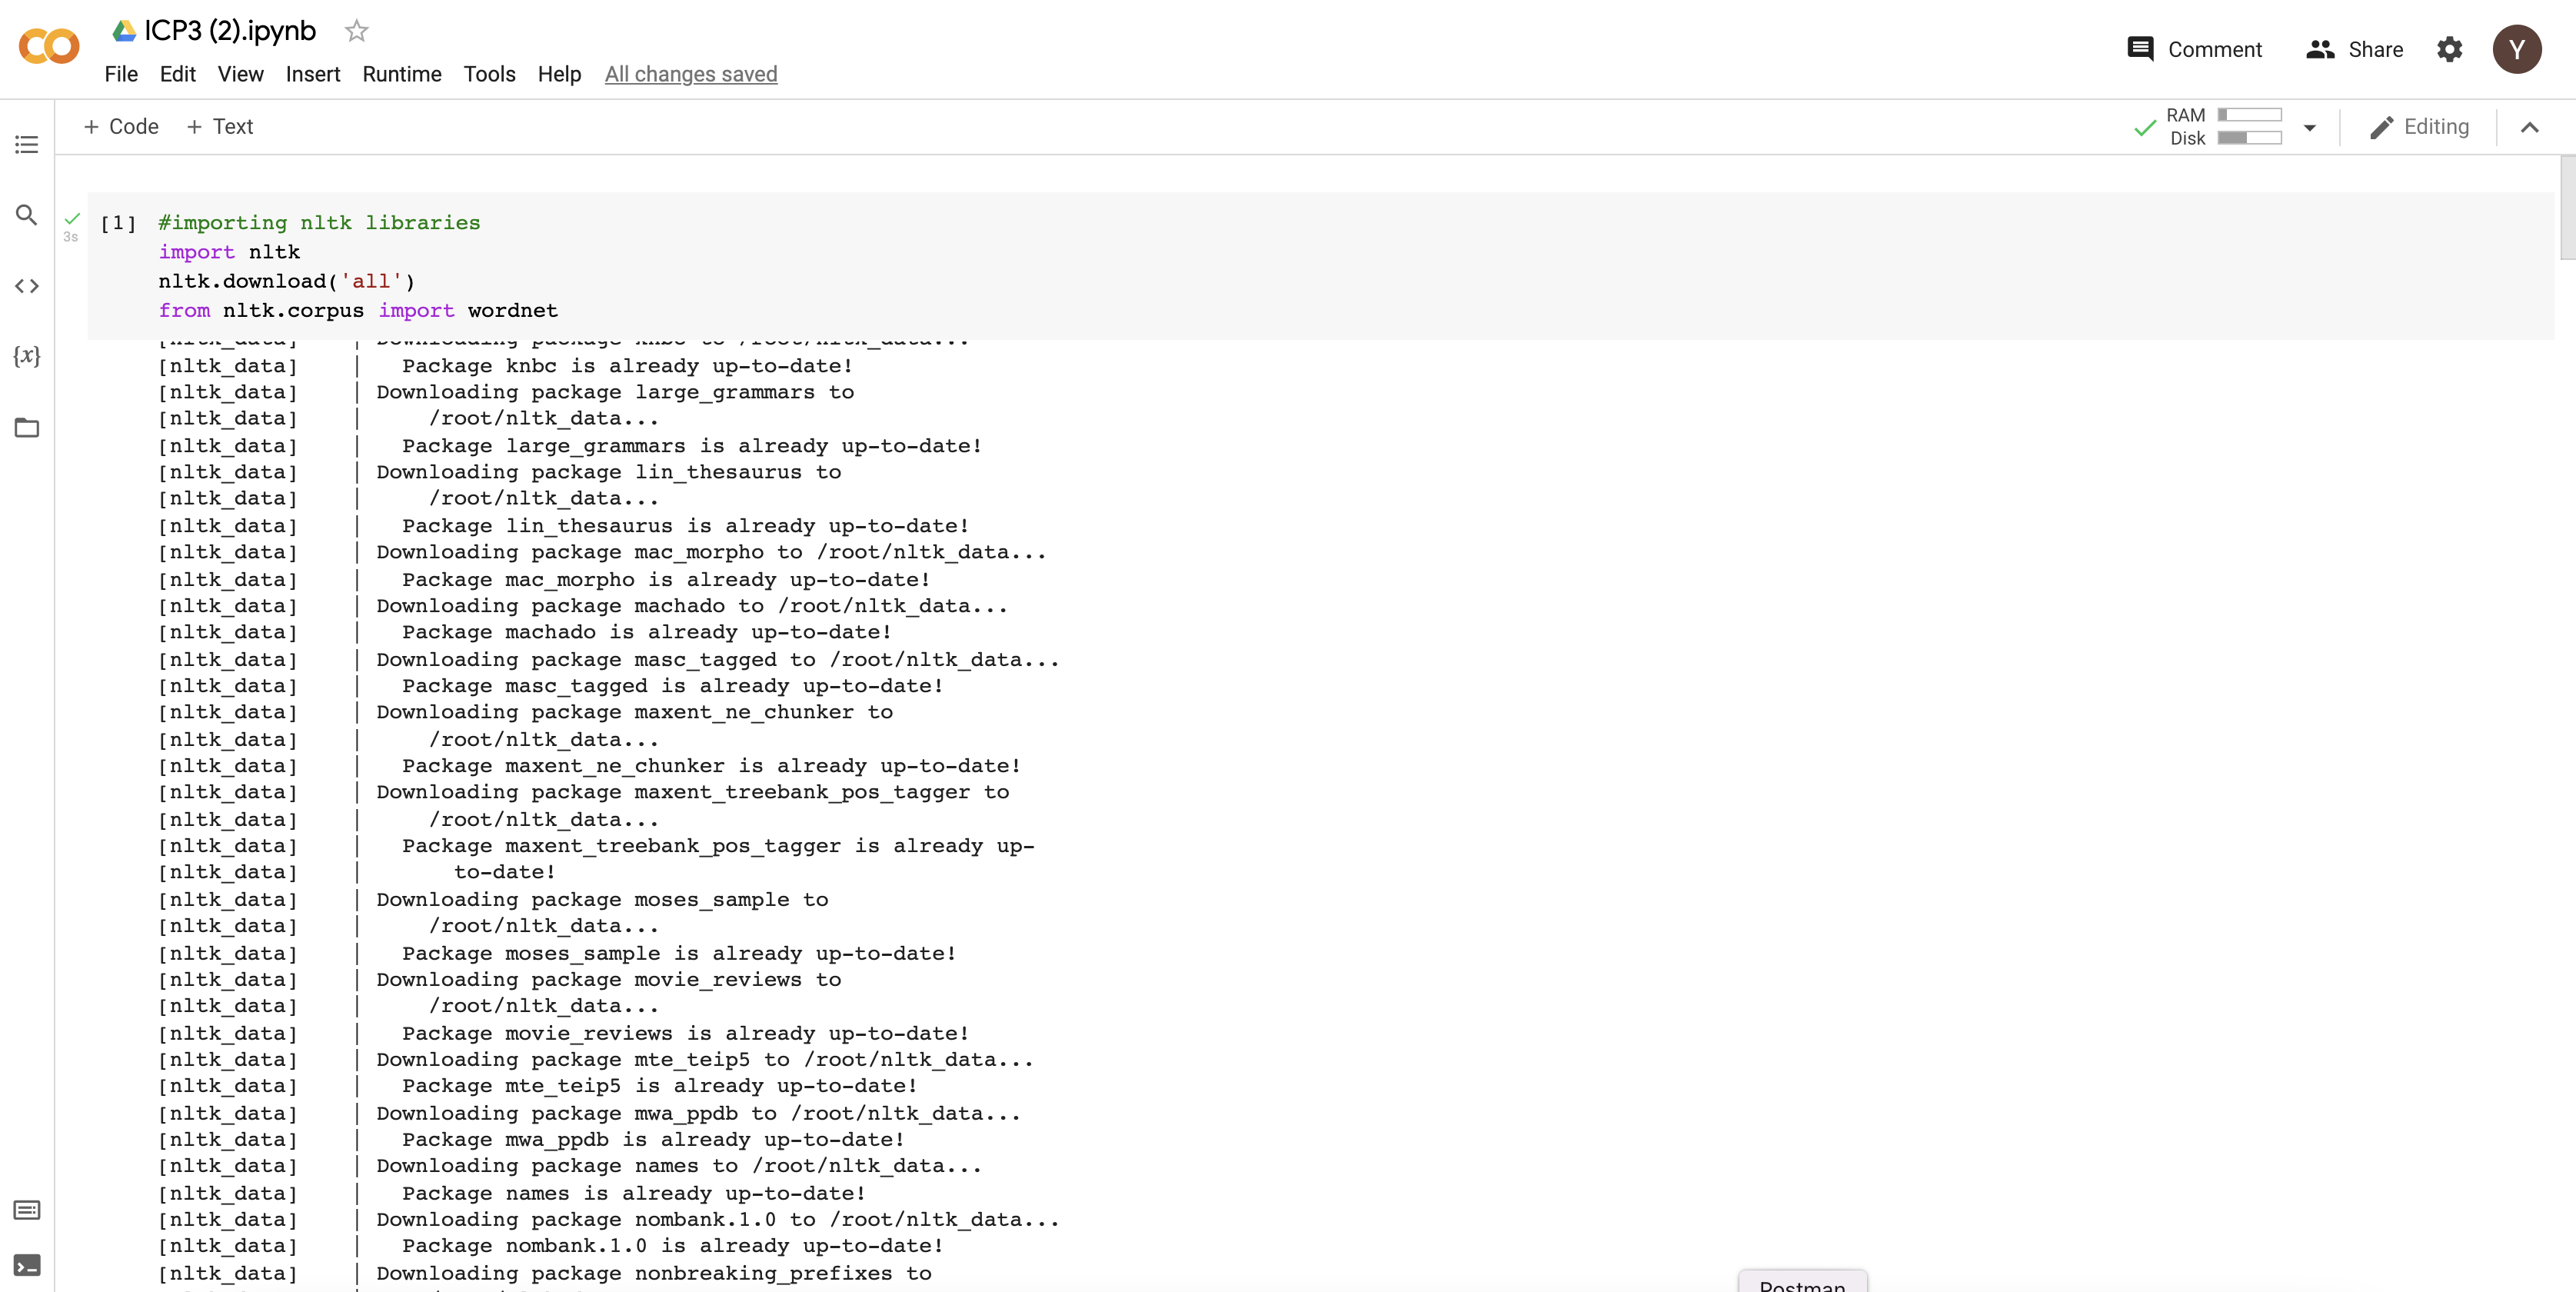 ICP3 (2).ipynb
File Edit View Insert Runtime Tools Help All changes saved
Comment Share Y
+ Code + Text
RAM
Disk
Editing
[1] #importing nltk libraries
3s
import nltk
nltk.download('all')
from nltk.corpus import wordnet
[nltk_data] | Downloading package knbc to /root/nltk_data...
[nltk_data] | Package knbc is already up-to-date!
[nltk_data] | Downloading package large_grammars to
[nltk_data] | /root/nltk_data...
[nltk_data] | Package large_grammars is already up-to-date!
[nltk_data] | Downloading package lin_thesaurus to
[nltk_data] | /root/nltk_data...
[nltk_data] | Package lin_thesaurus is already up-to-date!
[nltk_data] | Downloading package mac_morpho to /root/nltk_data...
[nltk_data] | Package mac_morpho is already up-to-date!
[nltk_data] | Downloading package machado to /root/nltk_data...
[nltk_data] | Package machado is already up-to-date!
[nltk_data] | Downloading package masc_tagged to /root/nltk_data...
[nltk_data] | Package masc_tagged is already up-to-date!
[nltk_data] | Downloading package maxent_ne_chunker to
[nltk_data] | /root/nltk_data...
[nltk_data] | Package maxent_ne_chunker is already up-to-date!
[nltk_data] | Downloading package maxent_treebank_pos_tagger to
[nltk_data] | /root/nltk_data...
[nltk_data] | Package maxent_treebank_pos_tagger is already up-
[nltk_data] | to-date!
[nltk_data] | Downloading package moses_sample to
[nltk_data] | /root/nltk_data...
[nltk_data] | Package moses_sample is already up-to-date!
[nltk_data] | Downloading package movie_reviews to
[nltk_data] | /root/nltk_data...
[nltk_data] | Package movie_reviews is already up-to-date!
[nltk_data] | Downloading package mte_teip5 to /root/nltk_data...
[nltk_data] | Package mte_teip5 is already up-to-date!
[nltk_data] | Downloading package mwa_ppdb to /root/nltk_data...
[nltk_data] | Package mwa_ppdb is already up-to-date!
[nltk_data] | Downloading package names to /root/nltk_data...
[nltk_data] | Package names is already up-to-date!
[nltk_data] | Downloading package nombank.1.0 to /root/nltk_data...
[nltk_data] | Package nombank.1.0 is already up-to-date!
[nltk_data] | Downloading package nonbreaking_prefixes to
Postman